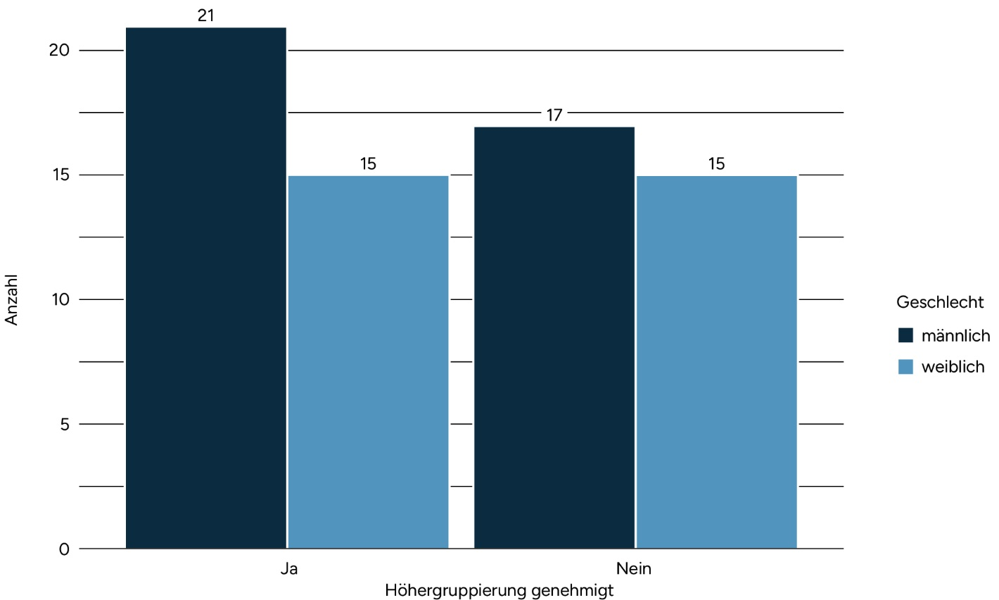 21
20
17
15
15
15
10
5
0
Anzahl
Ja
Nein
Höhergruppierung genehmigt
Geschlecht
männlich
weiblich